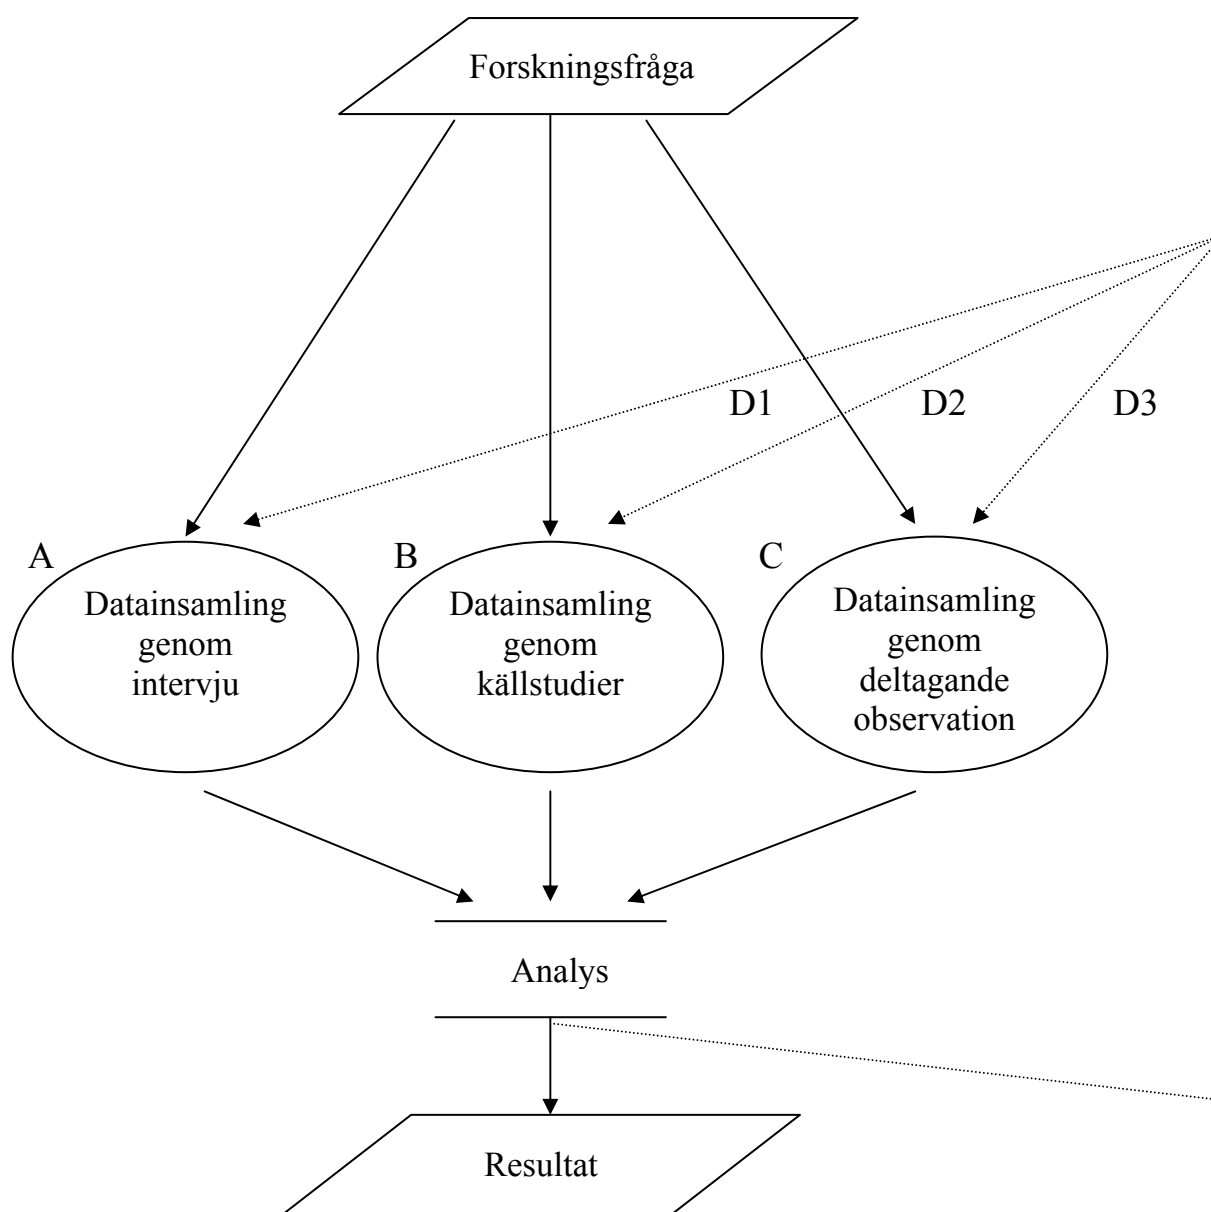 Forskningsfråga
D1
D2
D3
A
Datainsamling
genom
intervju
B
Datainsamling
genom
källstudier
C
Datainsamling
genom
deltagande
observation
Analys
Resultat